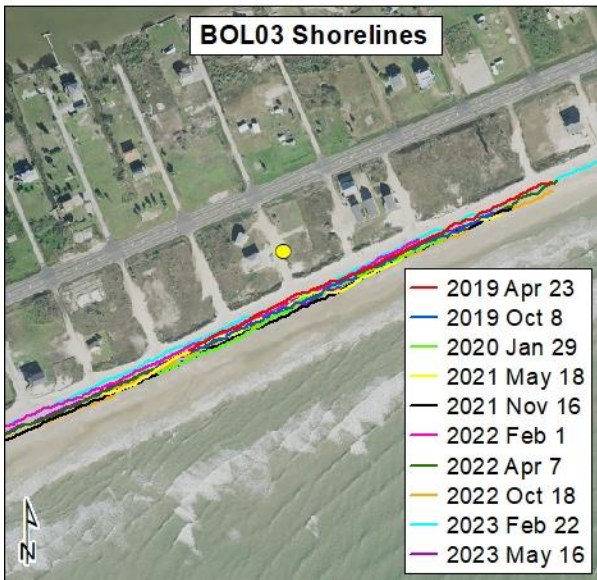 BOL03 Shorelines
2019 Apr 23
2019 Oct 8
2020 Jan 29
2021 May 18
2021 Nov 16
2022 Feb 1
2022 Apr 7
2022 Oct 18
2023 Feb 22
2023 May 16
N